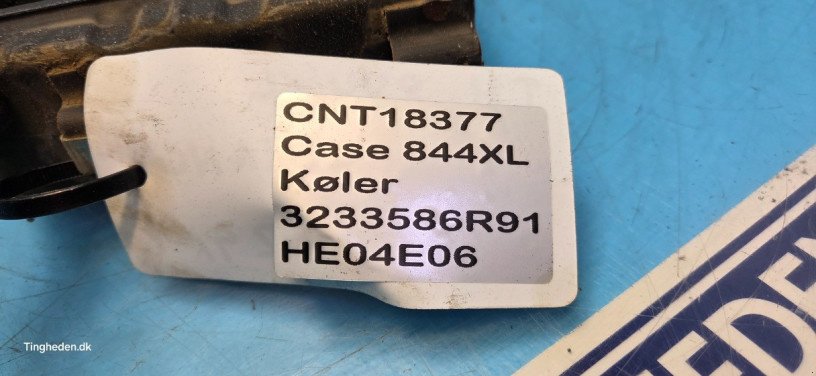 CNT18377
Case 844XL
Køler
3233586R91
HE04E06
Tingheden.dk